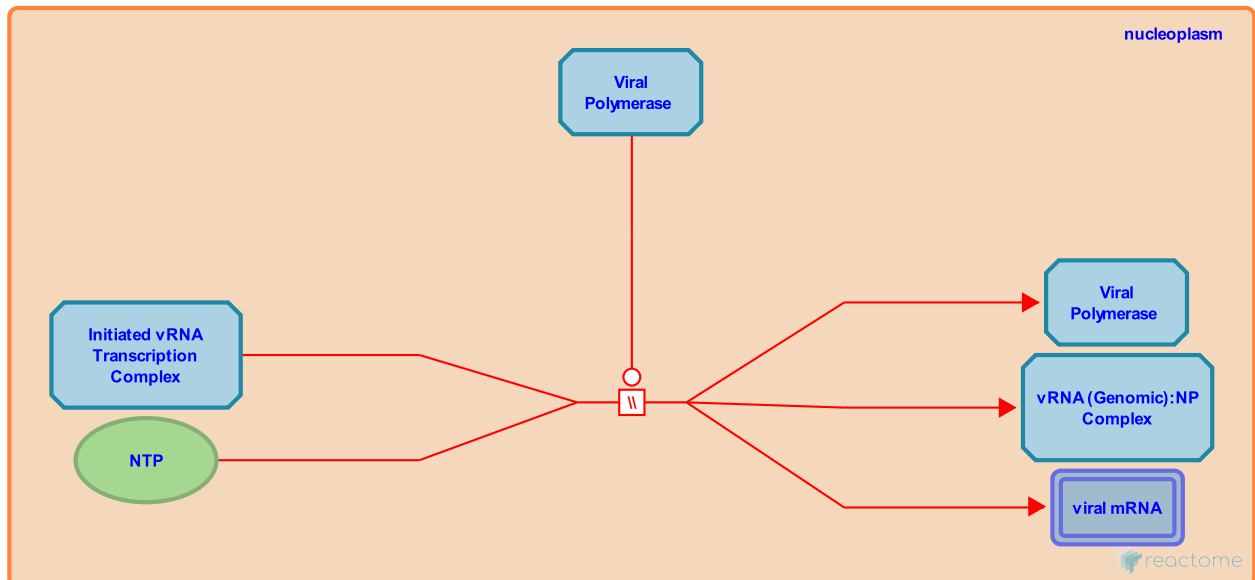 nucleoplasm
Viral
Polymerase
Initiated vRNA
Transcription
Complex
NTP
\\
Viral
Polymerase
vRNA (Genomic):NP
Complex
viral mRNA
reactome